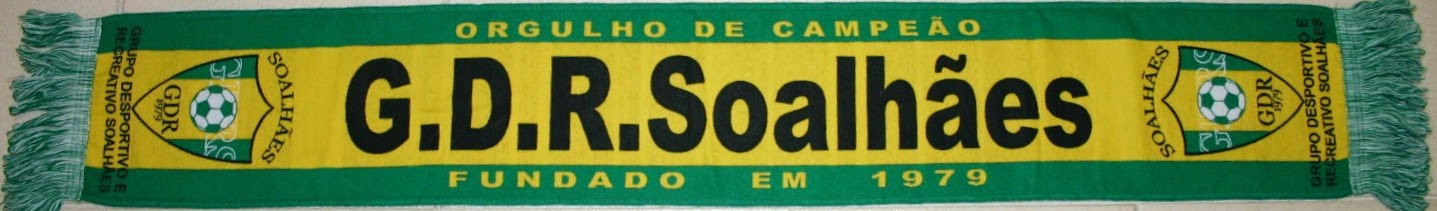 GRUPO DESPORTIVO E
RECREATIVO SOALHÃES
SOALHÃES
GDR
1979
ORGULHO DE CAMPEÃO
G.D.R.Soalhães
FUNDADO EM 1979
SOALHÃES
GDR
1979
GRUPO DESPORTIVO E
RECREATIVO SOALHÃES